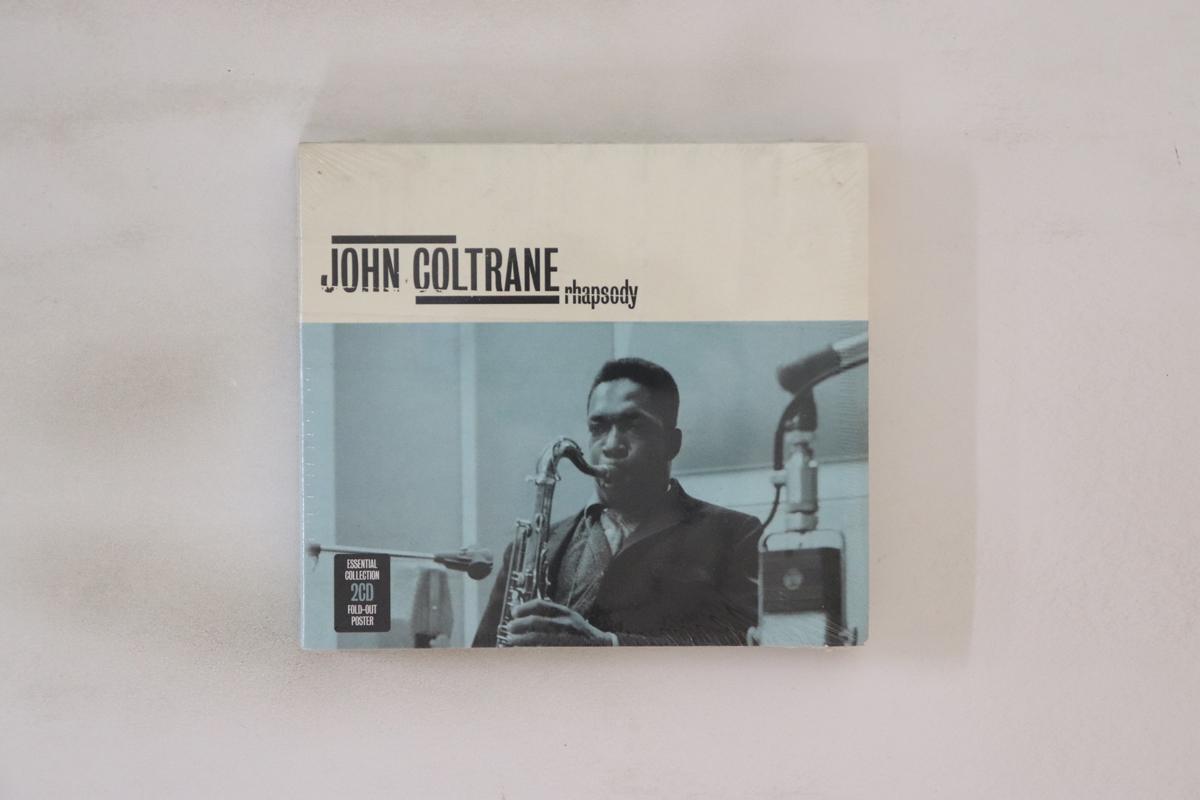 JOHN COLTRANE
rhapsody
ESSENTIAL
COLLECTION
2CD
FOLD-OUT
POSTER